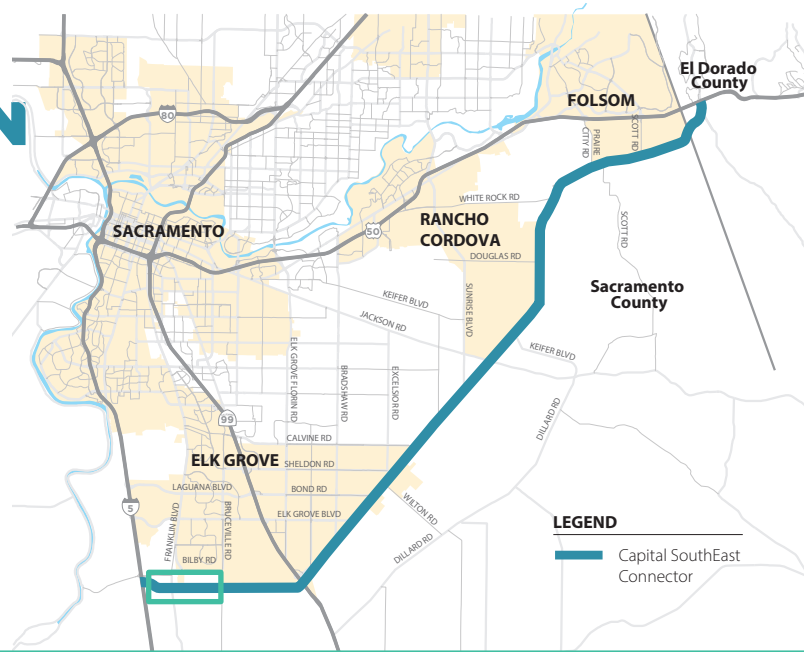 El Dorado
County
FOLSOM
80
PRAIRE
CITY RD
SCOTT RD
WHITE ROCK RD
RANCHO
CORDOVA
SACRAMENTO
50
DOUGLAS RD
SCOTT RD
Sacramento
County
KEIFER BLVD
SUNRISE BLVD
JACKSON RD
KEIFER BLVD
ELK GROVE FLORIN RD
BRADSHAW RD
EXCELSIOR RD
DILLARD RD
99
CALVINE RD
ELK GROVE
SHELDON RD
LAGUANA BLVD
BOND RD
WILTON RD
5
FRANKLIN BLVD
BRUCEVILLE RD
ELK GROVE BLVD
DILLARD RD
BILBY RD
LEGEND
Capital SouthEast
Connector